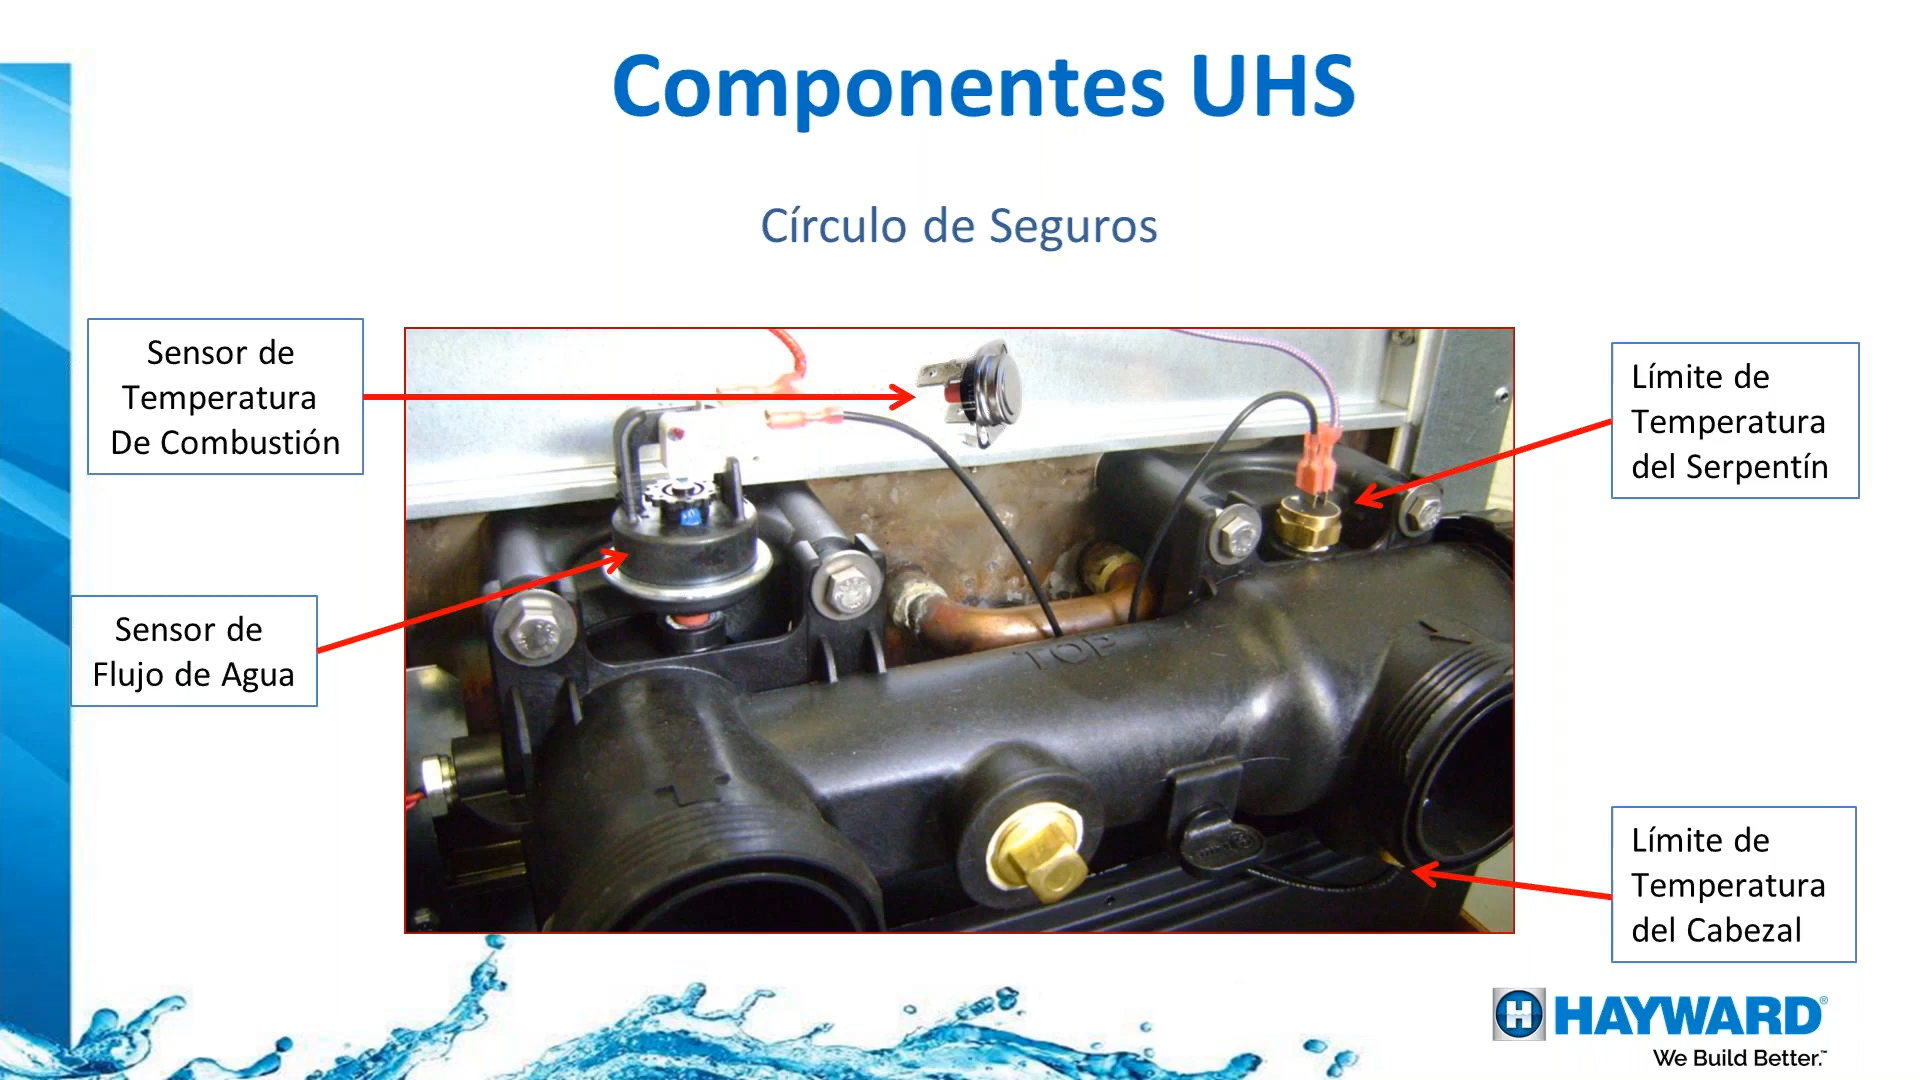 Componentes UHS
Círculo de Seguros
Sensor de
Temperatura
De Combustión
Límite de
Temperatura
del Serpentín
Sensor de
Flujo de Agua
TOP
Límite de
Temperatura
del Cabezal
H HAYWARD®
We Build Better.™